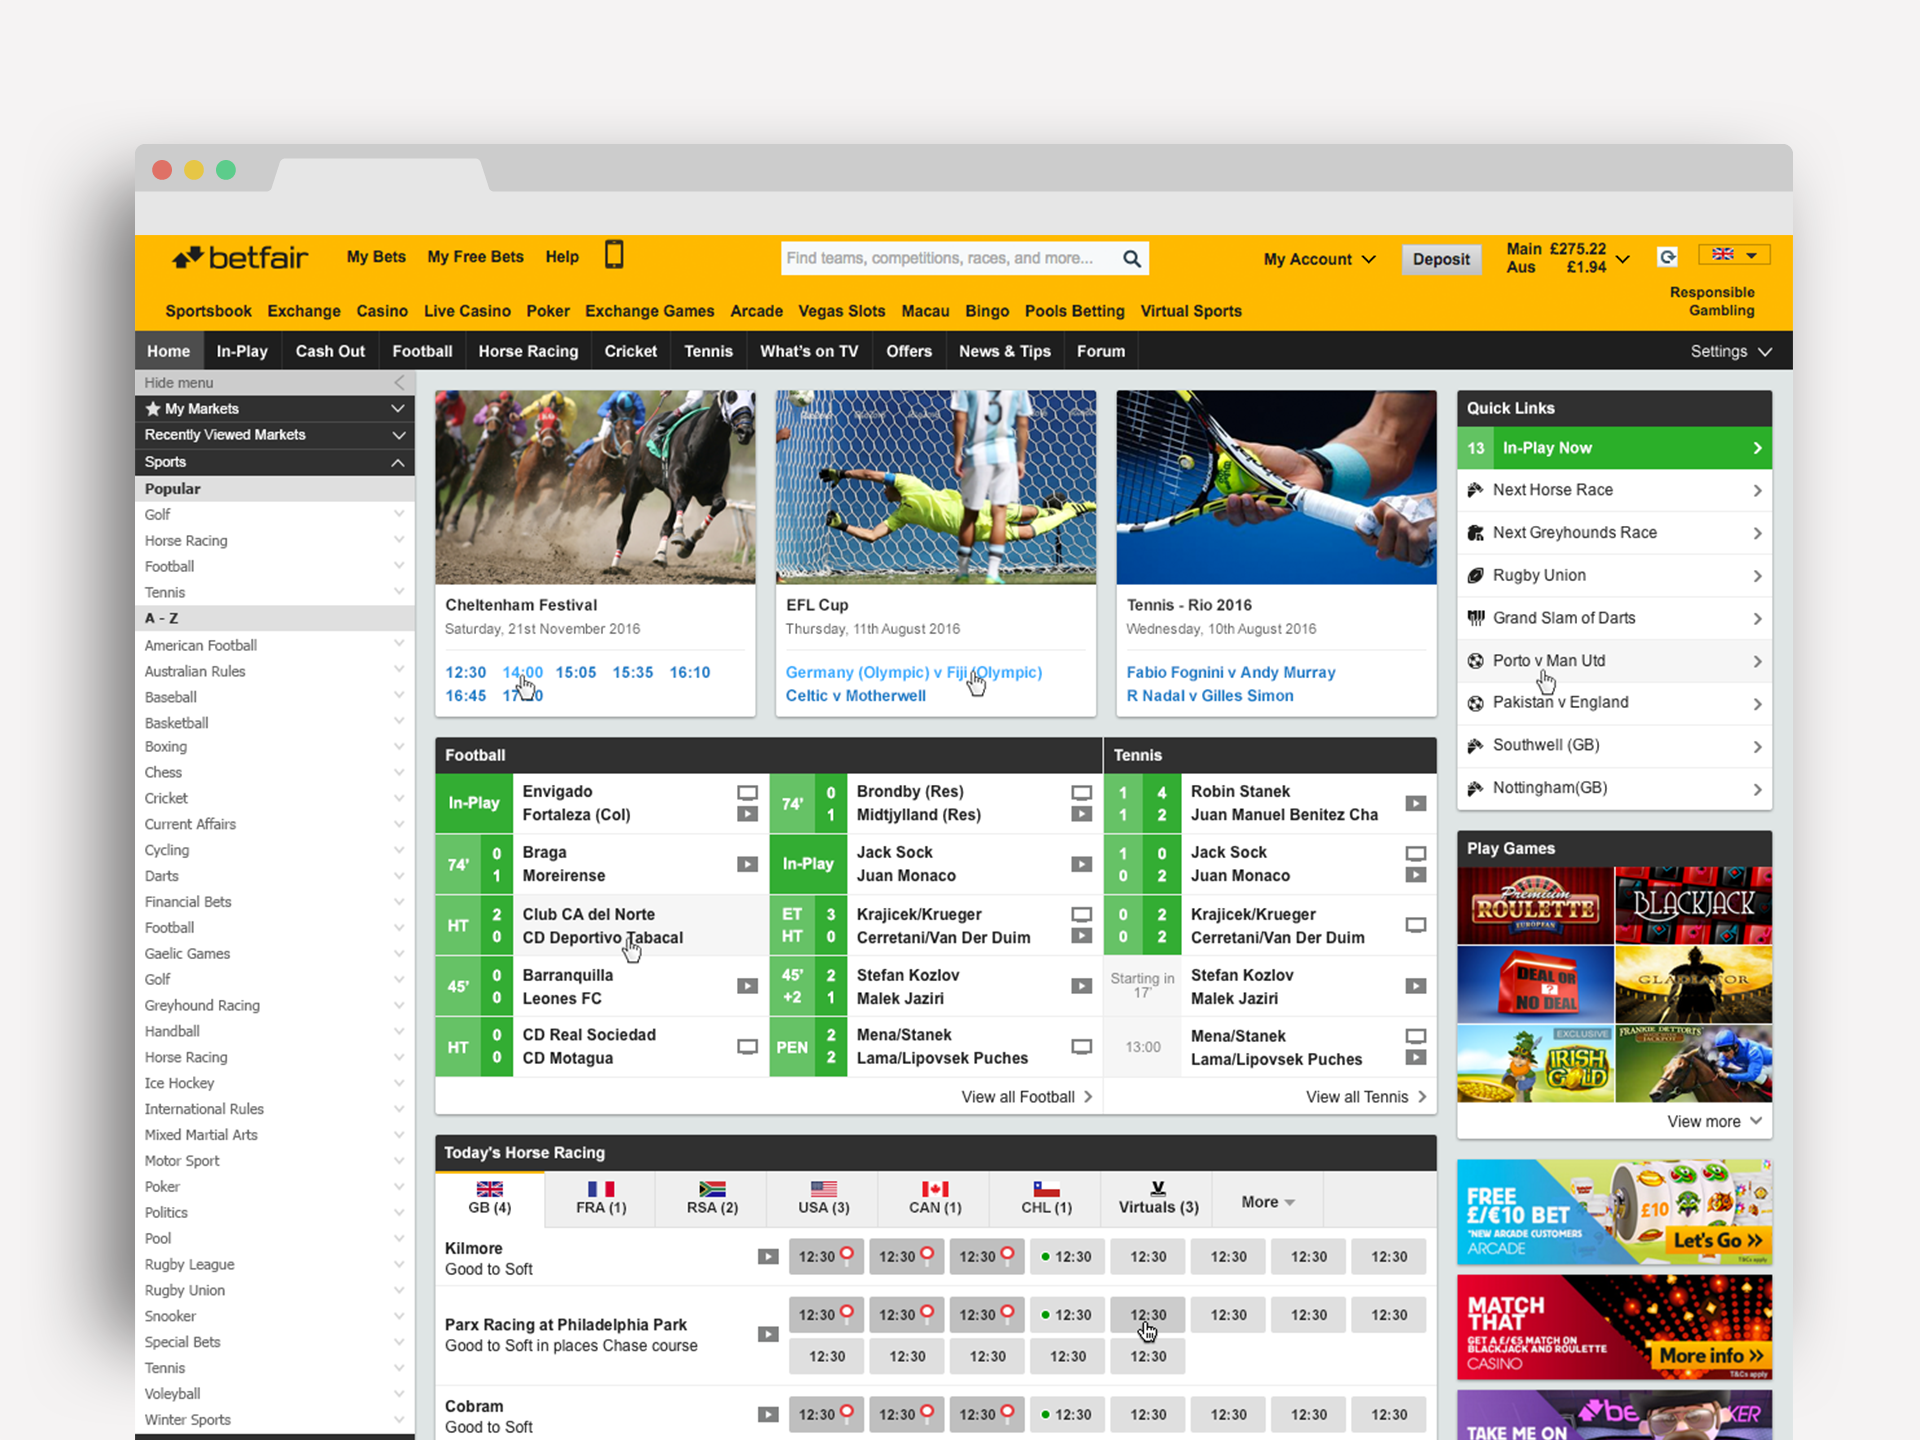 betfair
My Bets
My Free Bets
Help
Find teams, competitions, races, and more...
My Account
Deposit
Main £275.22
Aus £1.94
Responsible
Gambling
Sportsbook Exchange Casino Live Casino Poker Exchange Games Arcade Vegas Slots Macau Bingo Pools Betting Virtual Sports
Home In-Play Cash Out Football Horse Racing Cricket Tennis What's on TV Offers News & Tips Forum
Settings
Hide menu
My Markets
Recently Viewed Markets
Sports
Popular
Golf
Horse Racing
Football
Tennis
A - Z
American Football
Australian Rules
Baseball
Basketball
Boxing
Chess
Cricket
Current Affairs
Cycling
Darts
Financial Bets
Football
Gaelic Games
Golf
Greyhound Racing
Handball
Horse Racing
Ice Hockey
International Rules
Mixed Martial Arts
Motor Sport
Poker
Politics
Pool
Rugby League
Rugby Union
Snooker
Special Bets
Tennis
Voleyball
Winter Sports
Cheltenham Festival
Saturday, 21st November 2016
12:30 14:00 15:05 15:35 16:10
16:45
3
EFL Cup
Thursday, 11th August 2016
Germany (Olympic) v Fiji (Olympic)
Celtic v Motherwell
Tennis - Rio 2016
Wednesday, 10th August 2016
Fabio Fognini v Andy Murray
R Nadal v Gilles Simon
Football
In-Play
Envigado
Fortaleza (Col)
74' 0 1
Braga
Moreirense
HT 2 0
Club CA del Norte
CD Deportivo Tabacal
45' 0 0
Barranquilla
Leones FC
HT 0 0
CD Real Sociedad
CD Motagua
74' 0 1
Brondby (Res)
Midtjylland (Res)
In-Play
Jack Sock
Juan Monaco
ET 3
HT 0
Krajicek/Krueger
Cerretani/Van Der Duim
45' 2
+2 1
Stefan Kozlov
Malek Jaziri
PEN 2 2
Mena/Stanek
Lama/Lipovsek Puches
View all Football
Tennis
1 4
1 2
Robin Stanek
Juan Manuel Benitez Cha
1 0
0 2
Jack Sock
Juan Monaco
0 2
0 2
Krajicek/Krueger
Cerretani/Van Der Duim
Starting in
17'
Stefan Kozlov
Malek Jaziri
13:00
Mena/Stanek
Lama/Lipovsek Puches
View all Tennis
Today's Horse Racing
GB (4)
FRA (1)
RSA (2)
USA (3)
CAN (1)
CHL (1)
Virtuals (3)
More
Kilmore
Good to Soft
12:30 12:30 12:30 12:30 12:30 12:30 12:30 12:30
Parx Racing at Philadelphia Park
Good to Soft in places Chase course
12:30 12:30 12:30 12:30 12:30 12:30 12:30 12:30
12:30 12:30 12:30 12:30 12:30
Cobram
Good to Soft
12:30 12:30 12:30 12:30 12:30 12:30 12:30 12:30
Quick Links
13 In-Play Now
Next Horse Race
Next Greyhounds Race
Rugby Union
Grand Slam of Darts
Porto v Man Utd
Pakistan v England
Southwell (GB)
Nottingham(GB)
Play Games
Premium
ROULETTE
EUROPEAN
BLACKJACK
DEAL OR
?
NO DEAL
GLADIATOR
EXCLUSIVE
IRISH
GOLD
FRANKIE DETTORI'S
JACKPOT
View more
FREE
£/€10 BET
*NEW ARCADE CUSTOMERS
ARCADE
£10
Let's Go »
T&Cs apply
MATCH
THAT
GET A £/€5 MATCH ON
BLACKJACK AND ROULETTE
CASINO
More info »
T&Cs apply
TAKE ME ON